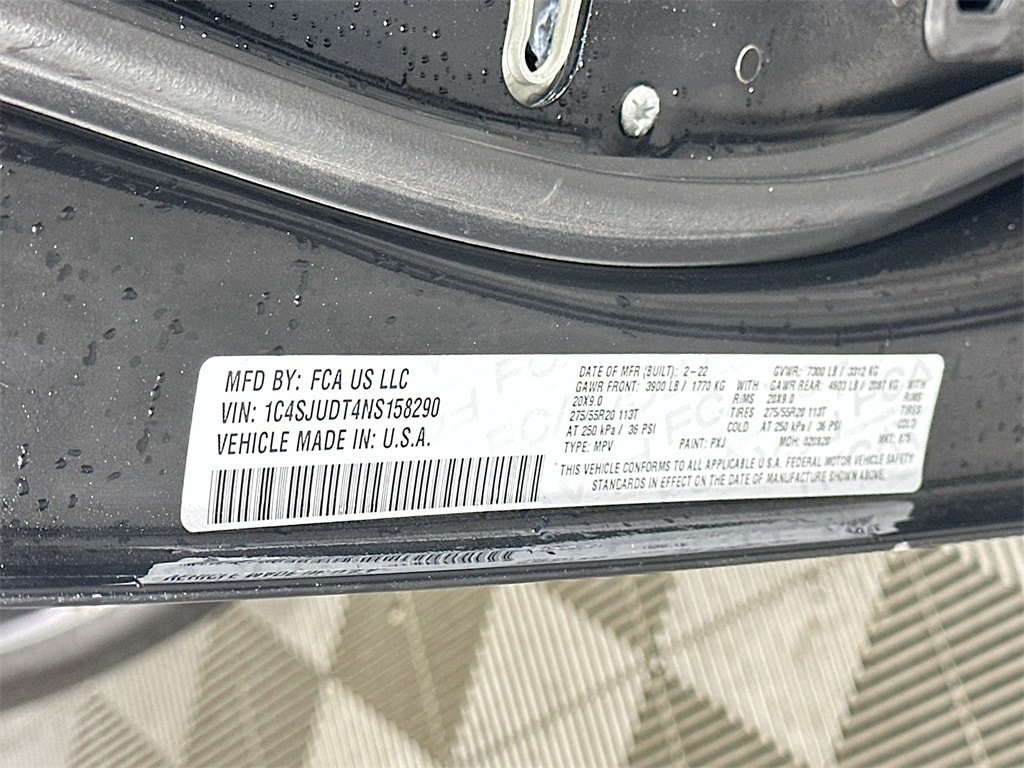 MFD BY: FCA US LLC
VIN: 1C4SJUDT4NS158290
VEHICLE MADE IN: U.S.A.
DATE OF MFR (BUILT): 2-22 GVWR: 7300 LB / 3312 KG
GAWR FRONT: 3900 LB / 1770 KG WITH GAWR REAR: 4600 LB / 2087 KG WITH
20X9.0 RIMS 20X9.0 RIMS
275/55R20 113T TIRES 275/55R20 113T TIRES
AT 250 kPa / 36 PSI COLD AT 250 kPa / 36 PSI COLD
TYPE: MPV PAINT: PXJ MDH: 020820 MKT:
THIS VEHICLE CONFORMS TO ALL APPLICABLE U.S.A. FEDERAL MOTOR VEHICLE SAFETY
STANDARDS IN EFFECT ON THE DATE OF MANUFACTURE SHOWN ABOVE.